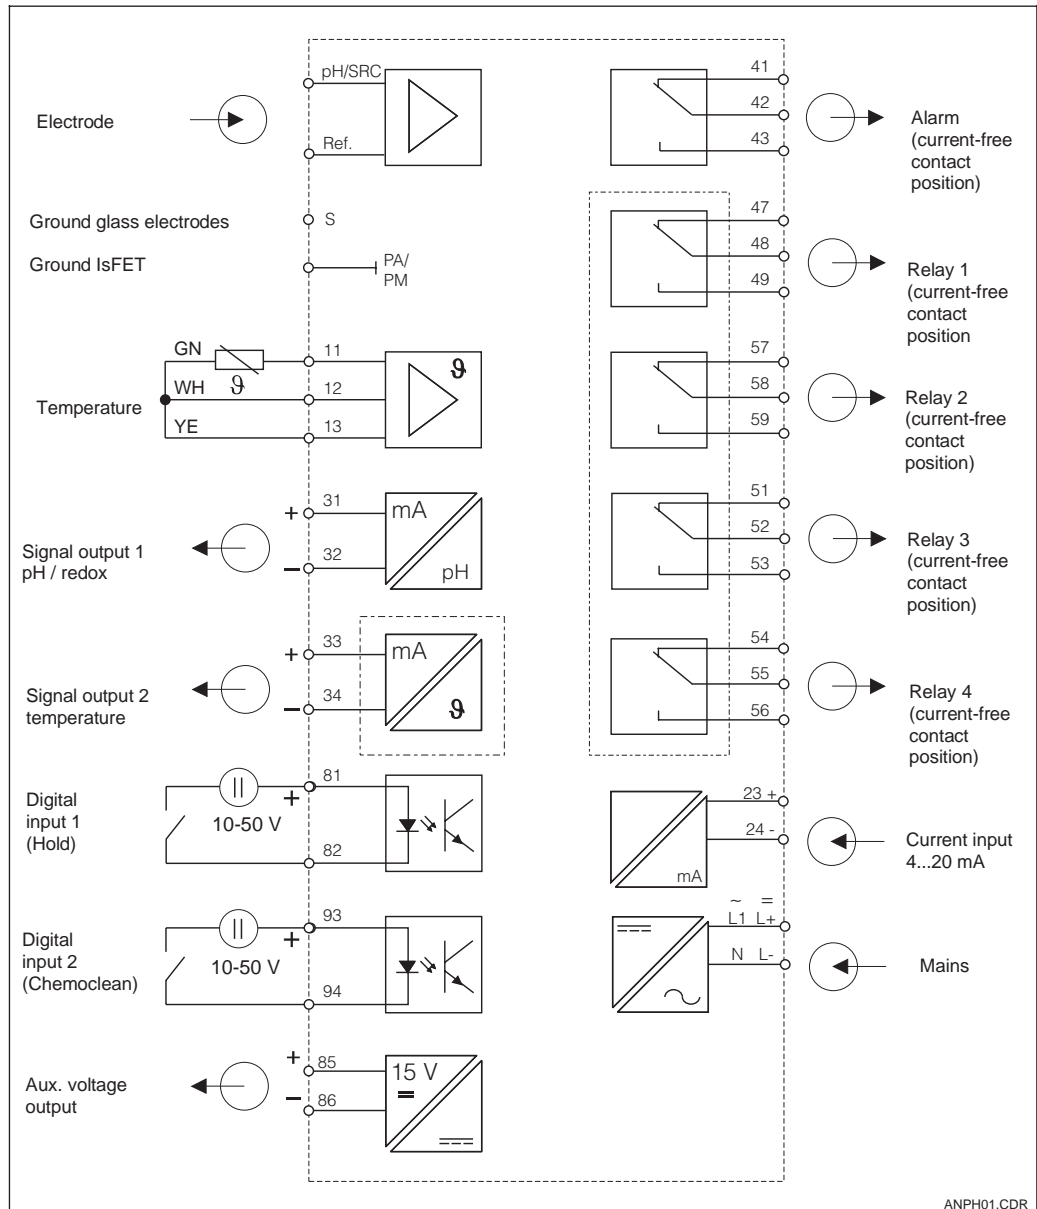 pH/SRC
Electrode
Ref.
Ground glass electrodes
S
Ground IsFET
PA/
PM
GN
11
ϑ
ϑ
WH
12
Temperature
YE
13
+
31
mA
Signal output 1
pH / redox
–
32
pH
+
33
mA
Signal output 2
temperature
–
34
ϑ
Digital
input 1
(Hold)
81
+
10-50 V
82
Digital
input 2
(Chemoclean)
93
+
10-50 V
94
Aux. voltage
output
+
85
–
86
15 V
=
41
42
43
Alarm
(current-free
contact
position)
47
48
49
Relay 1
(current-free
contact
position
57
58
59
Relay 2
(current-free
contact
position)
51
52
53
Relay 3
(current-free
contact
position)
54
55
56
Relay 4
(current-free
contact
position)
23 +
24 -
mA
Current input
4...20 mA
~ =
L1 L+
N L-
Mains
ANPH01.CDR